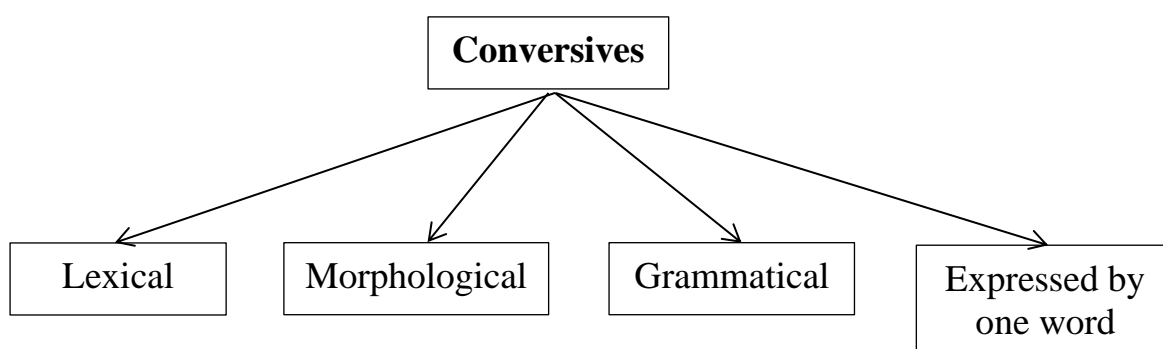 Conversives
Lexical
Morphological
Grammatical
Expressed by
one word